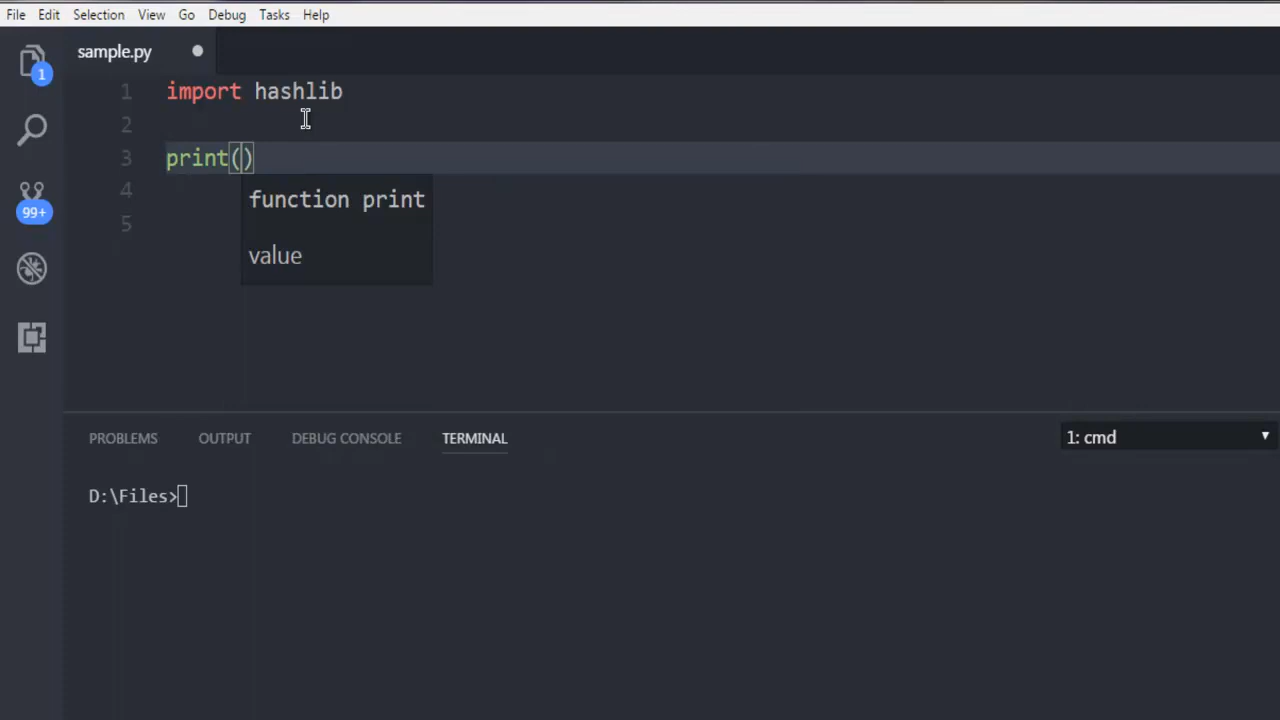 File Edit Selection View Go Debug Tasks Help
sample.py
1
1 import hashlib
2
3 print()
4
function print
99+
5
value
PROBLEMS OUTPUT DEBUG CONSOLE TERMINAL 1: cmd
D:\Files>